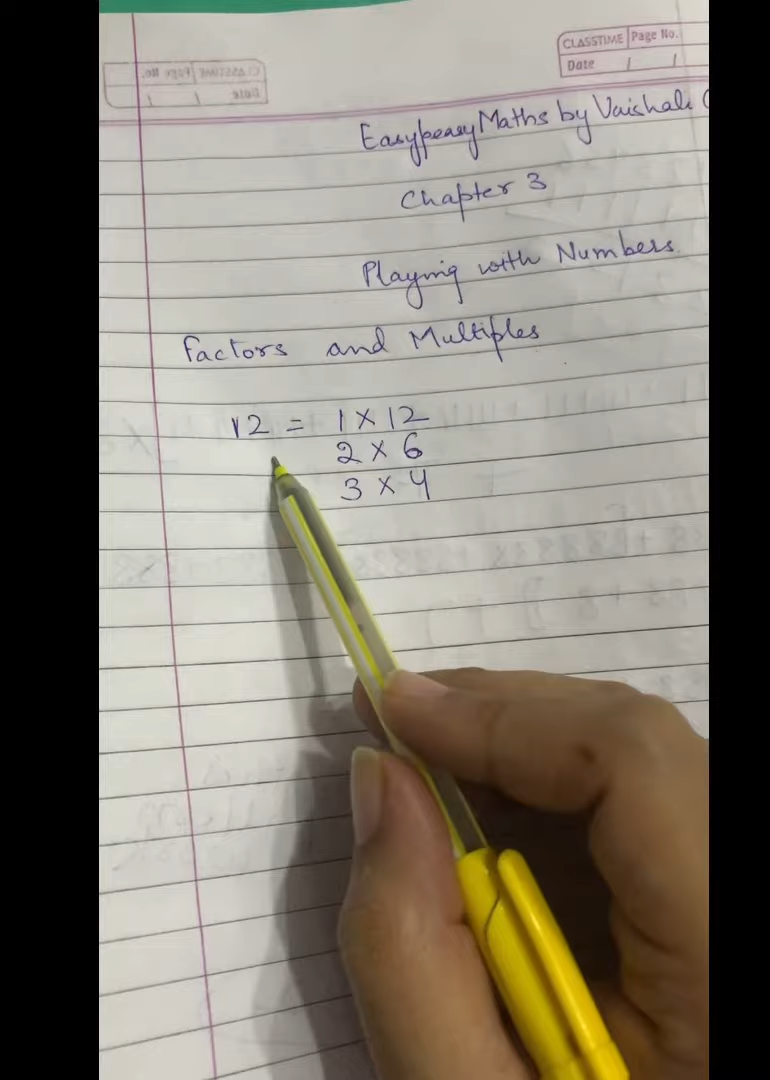 CLASSTIME Page No.
Date / /
EasypeasyMaths by Vaishali
Chapter 3
Playing with Numbers.
Factors and Multiples
12 = 1 × 12
2 × 6
3 × 4